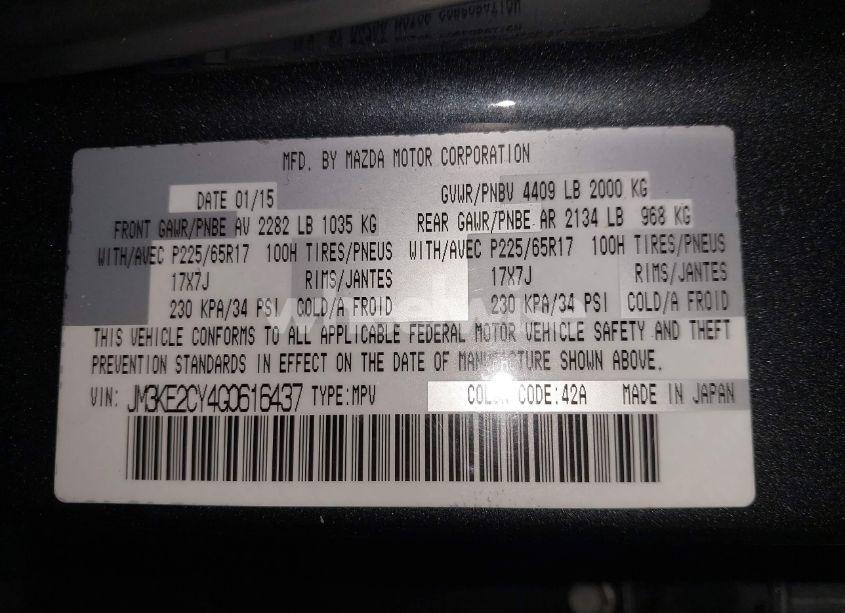 MFD. BY MAZDA MOTOR CORPORATION
DATE 01/15 GVWR/PNBV 4409 LB 2000 KG
FRONT GAWR/PNBE AV 2282 LB 1035 KG REAR GAWR/PNBE AR 2134 LB 968 KG
WITH/AVEC P225/65R17 100H TIRES/PNEUS WITH/AVEC P225/65R17 100H TIRES/PNEUS
17X7J RIMS/JANTES 17X7J RIMS/JANTES
230 KPA/34 PSI COLD/A FROID 230 KPA/34 PSI COLD/A FROID
THIS VEHICLE CONFORMS TO ALL APPLICABLE FEDERAL MOTOR VEHICLE SAFETY AND THEFT
PREVENTION STANDARDS IN EFFECT ON THE DATE OF MANUFACTURE SHOWN ABOVE.
VIN: JM3KE2CY4G0616437 TYPE:MPV COLOR CODE:42A MADE IN JAPAN